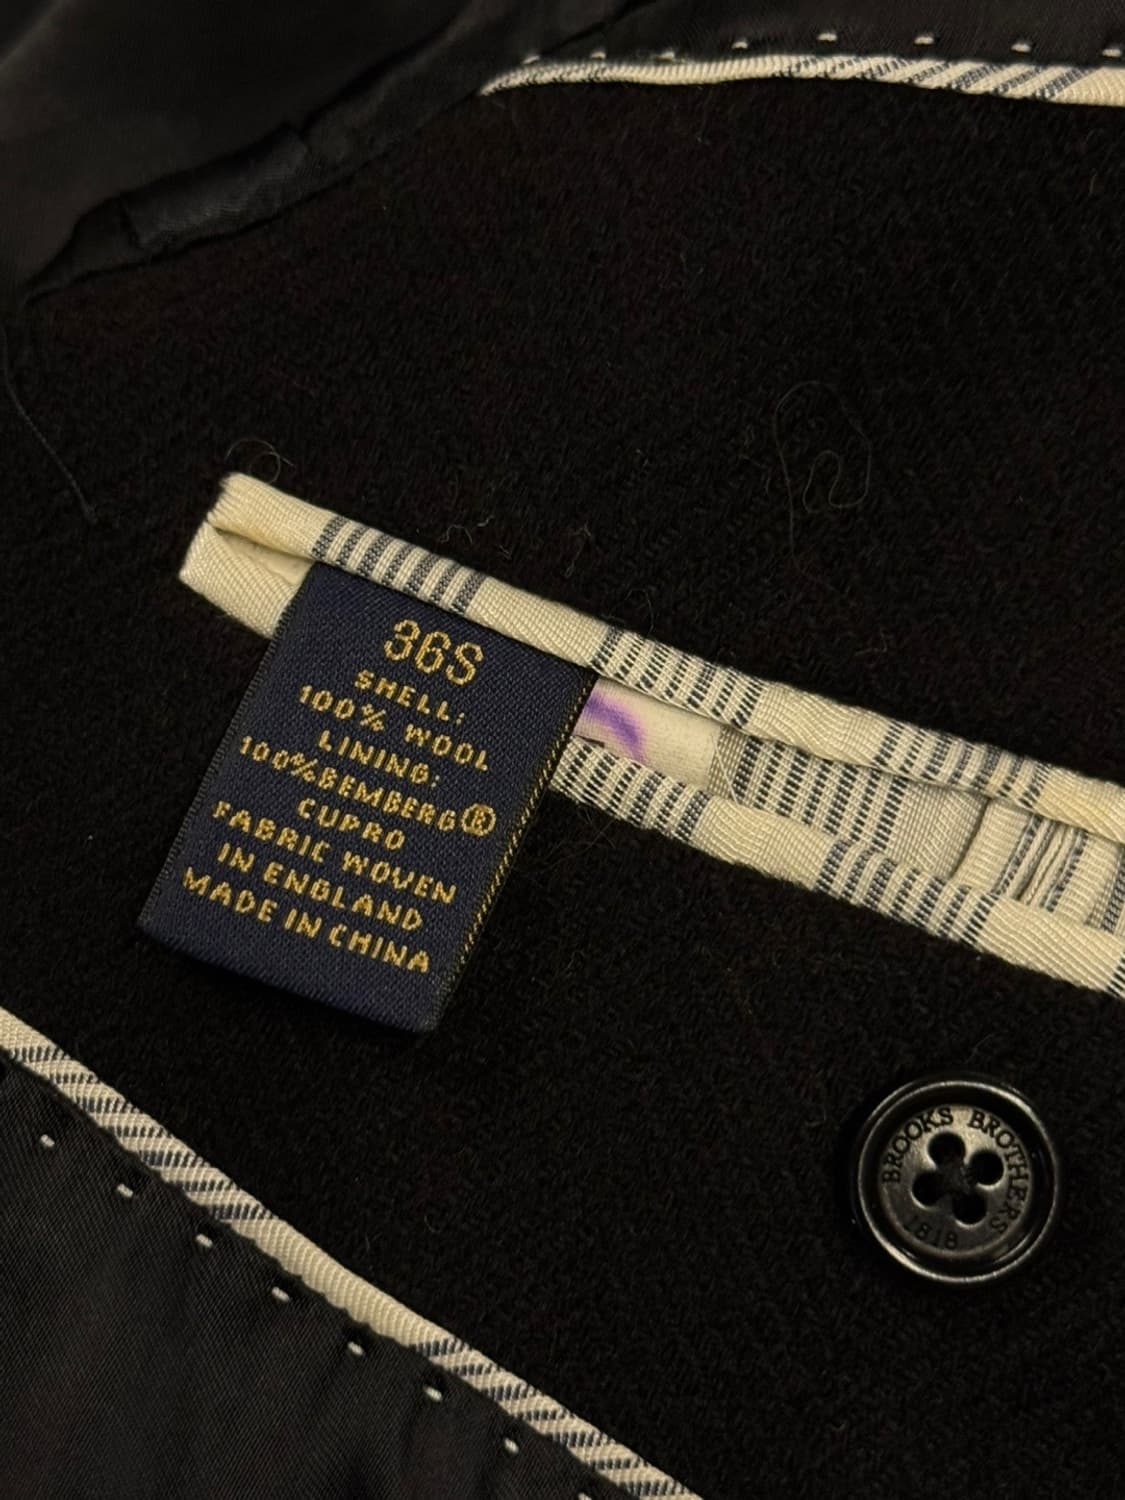 36S
SHELL:
100% WOOL
LINING:
100%BEMBERG®
CUPRO
FABRIC WOVEN
IN ENGLAND
MADE IN CHINA
BROOKS BROTHERS
1818